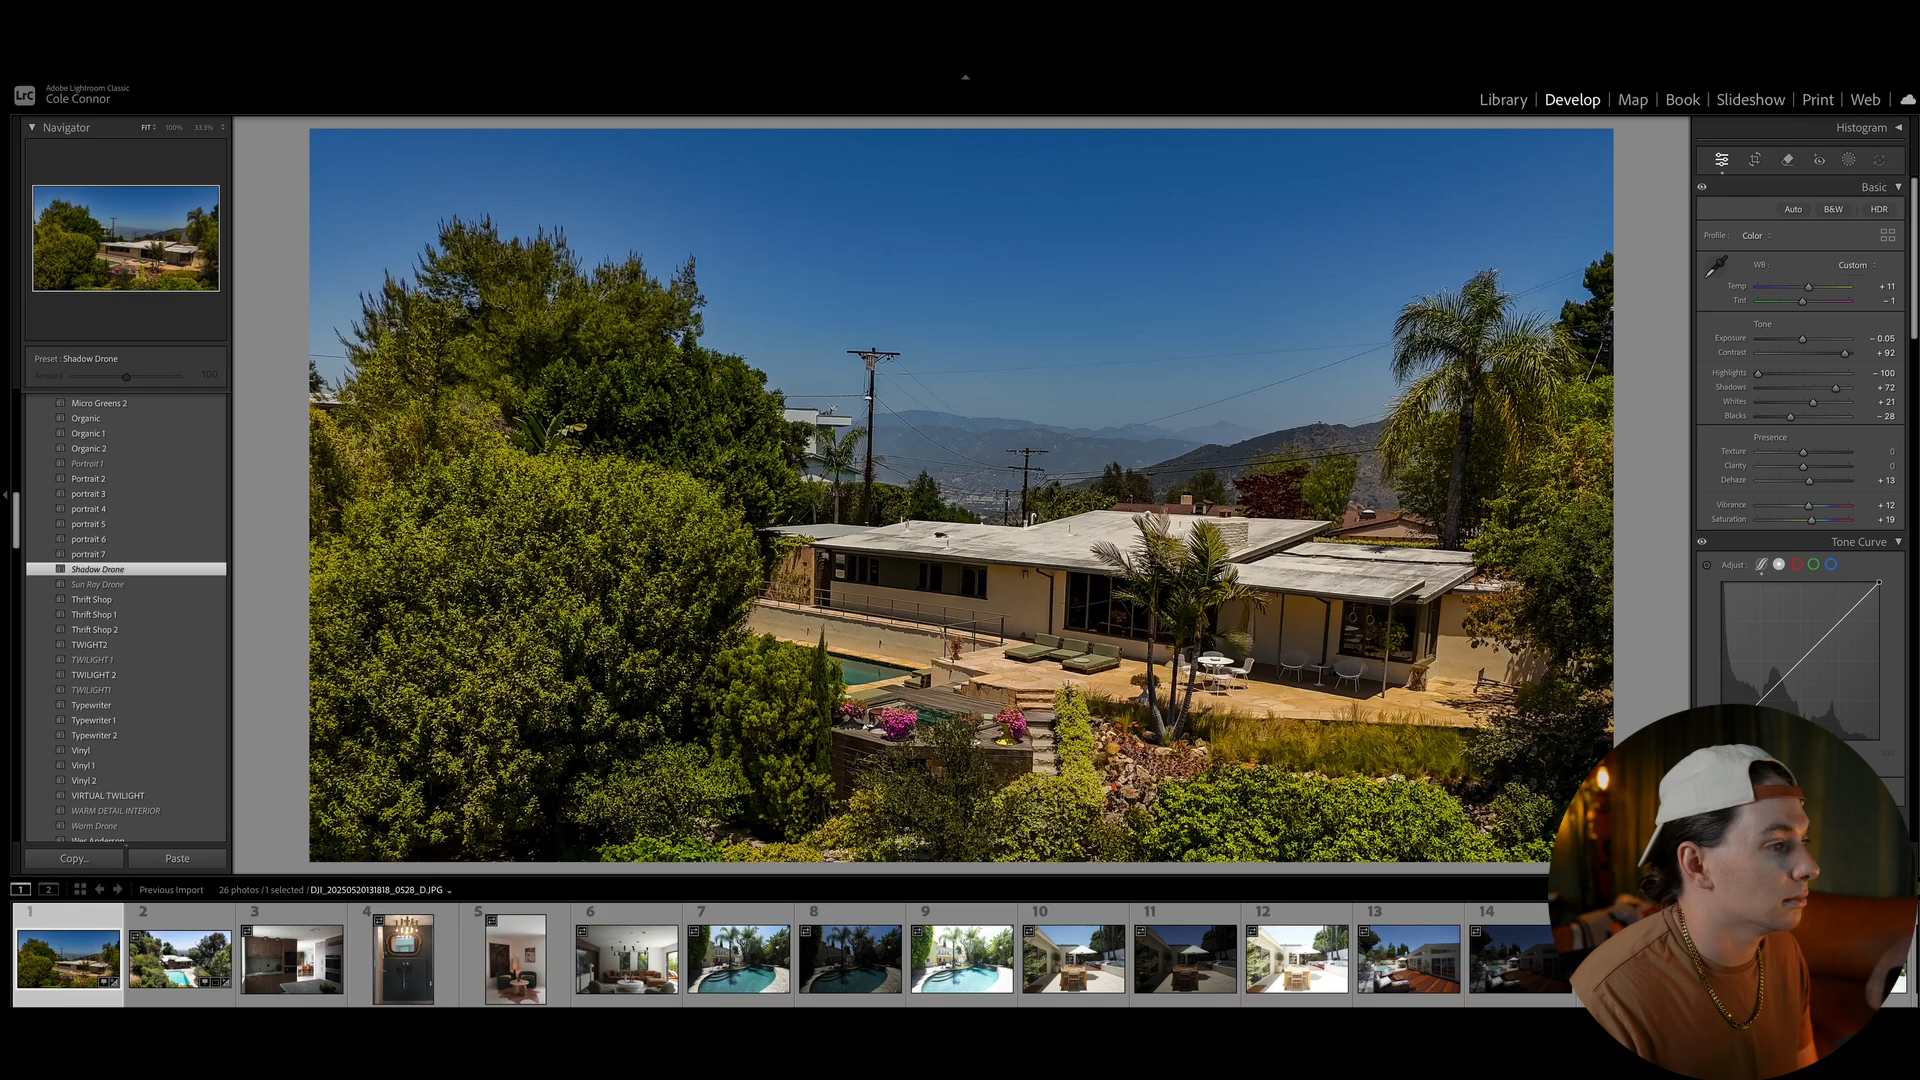 LrC
Adobe Lightroom Classic
Cole Connor
Library | Develop | Map | Book | Slideshow | Print | Web
Navigator
FIT
100%
33.3%
Preset : Shadow Drone
Amount
100
Micro Greens 2
Organic
Organic 1
Organic 2
Portrait 1
Portrait 2
portrait 3
portrait 4
portrait 5
portrait 6
portrait 7
Shadow Drone
Sun Ray Drone
Thrift Shop
Thrift Shop 1
Thrift Shop 2
TWIGHT2
TWILIGHT 1
TWILIGHT 2
TWILIGHT1
Typewriter
Typewriter 1
Typewriter 2
Vinyl
Vinyl 1
Vinyl 2
VIRTUAL TWILIGHT
WARM DETAIL INTERIOR
Warm Drone
Wes Anderson
Copy...
Paste
Histogram
Basic
Auto
B&W
HDR
Profile :
Color
WB :
Custom
Temp
+ 11
Tint
− 1
Tone
Exposure
− 0.05
Contrast
+ 92
Highlights
− 100
Shadows
+ 72
Whites
+ 21
Blacks
− 28
Presence
Texture
0
Clarity
0
Dehaze
+ 13
Vibrance
+ 12
Saturation
+ 19
Tone Curve
Adjust :
1
2
Previous Import
26 photos /1 selected /DJI_20250520131818_0528_D.JPG
1
2
3
4
5
6
7
8
9
10
11
12
13
14